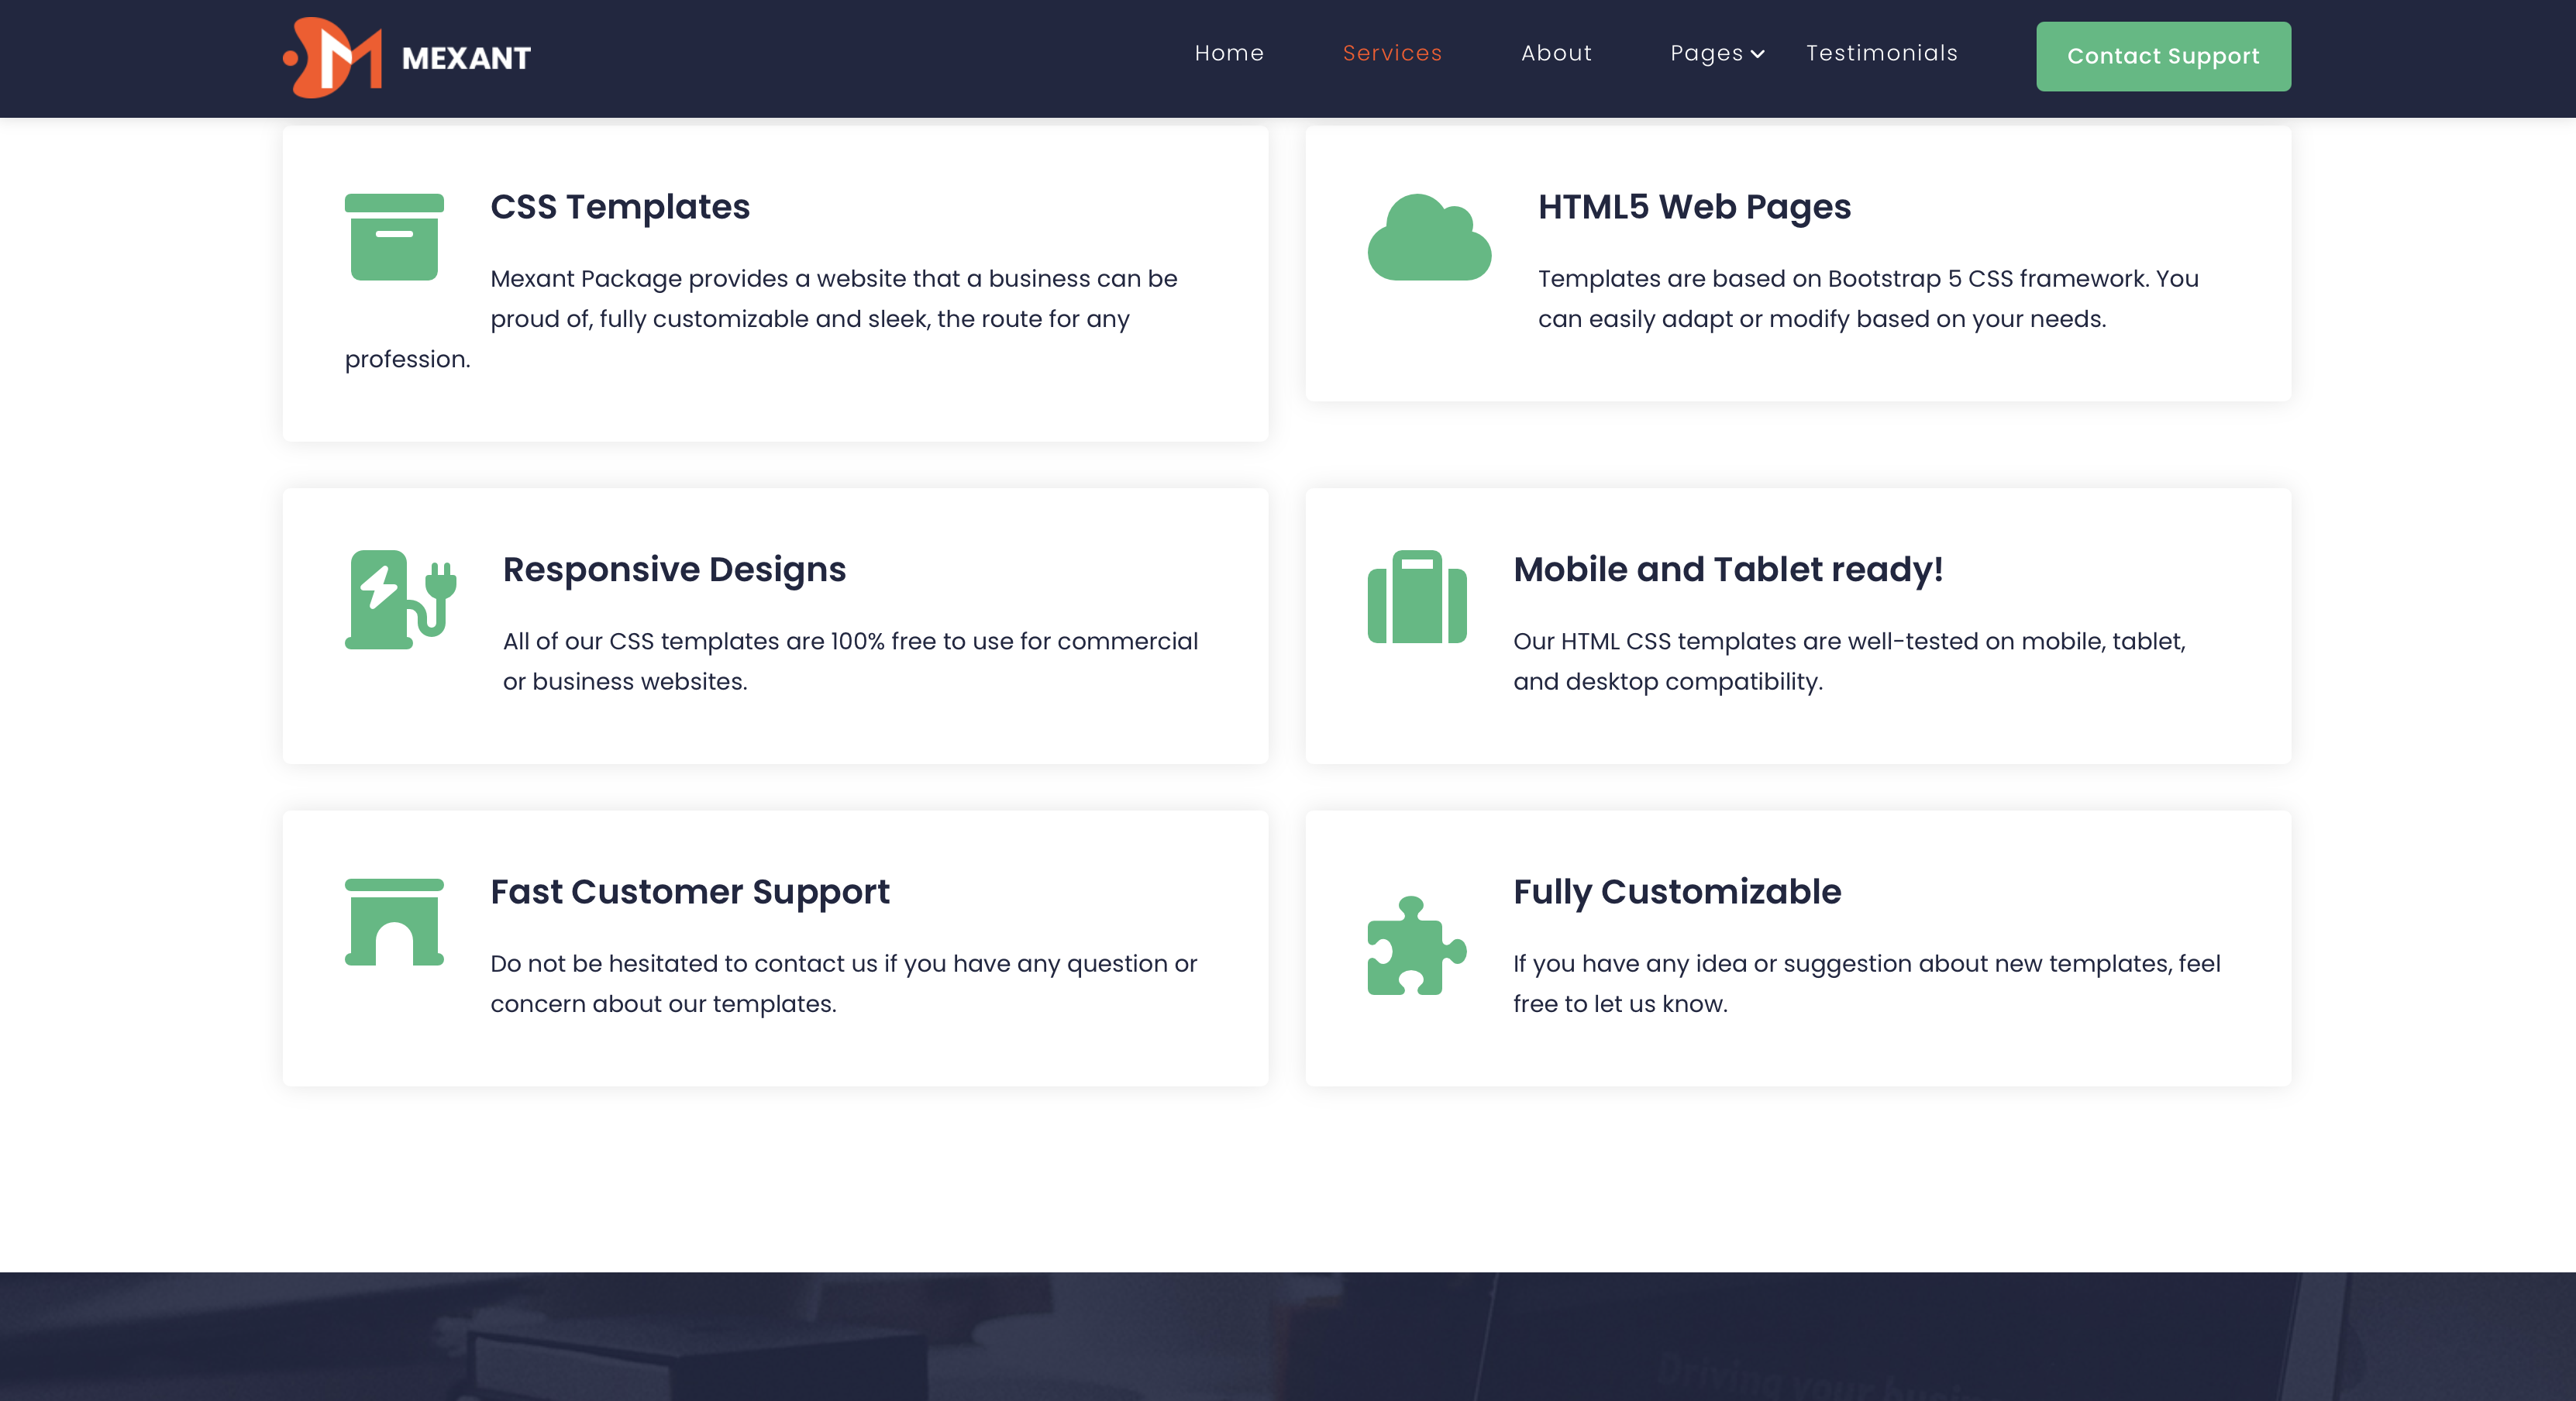 MEXANT
Home Services About Pages Testimonials Contact Support
CSS Templates
Mexant Package provides a website that a business can be
proud of, fully customizable and sleek, the route for any
profession.
HTML5 Web Pages
Templates are based on Bootstrap 5 CSS framework. You
can easily adapt or modify based on your needs.
Responsive Designs
All of our CSS templates are 100% free to use for commercial
or business websites.
Mobile and Tablet ready!
Our HTML CSS templates are well-tested on mobile, tablet,
and desktop compatibility.
Fast Customer Support
Do not be hesitated to contact us if you have any question or
concern about our templates.
Fully Customizable
If you have any idea or suggestion about new templates, feel
free to let us know.
Driving your